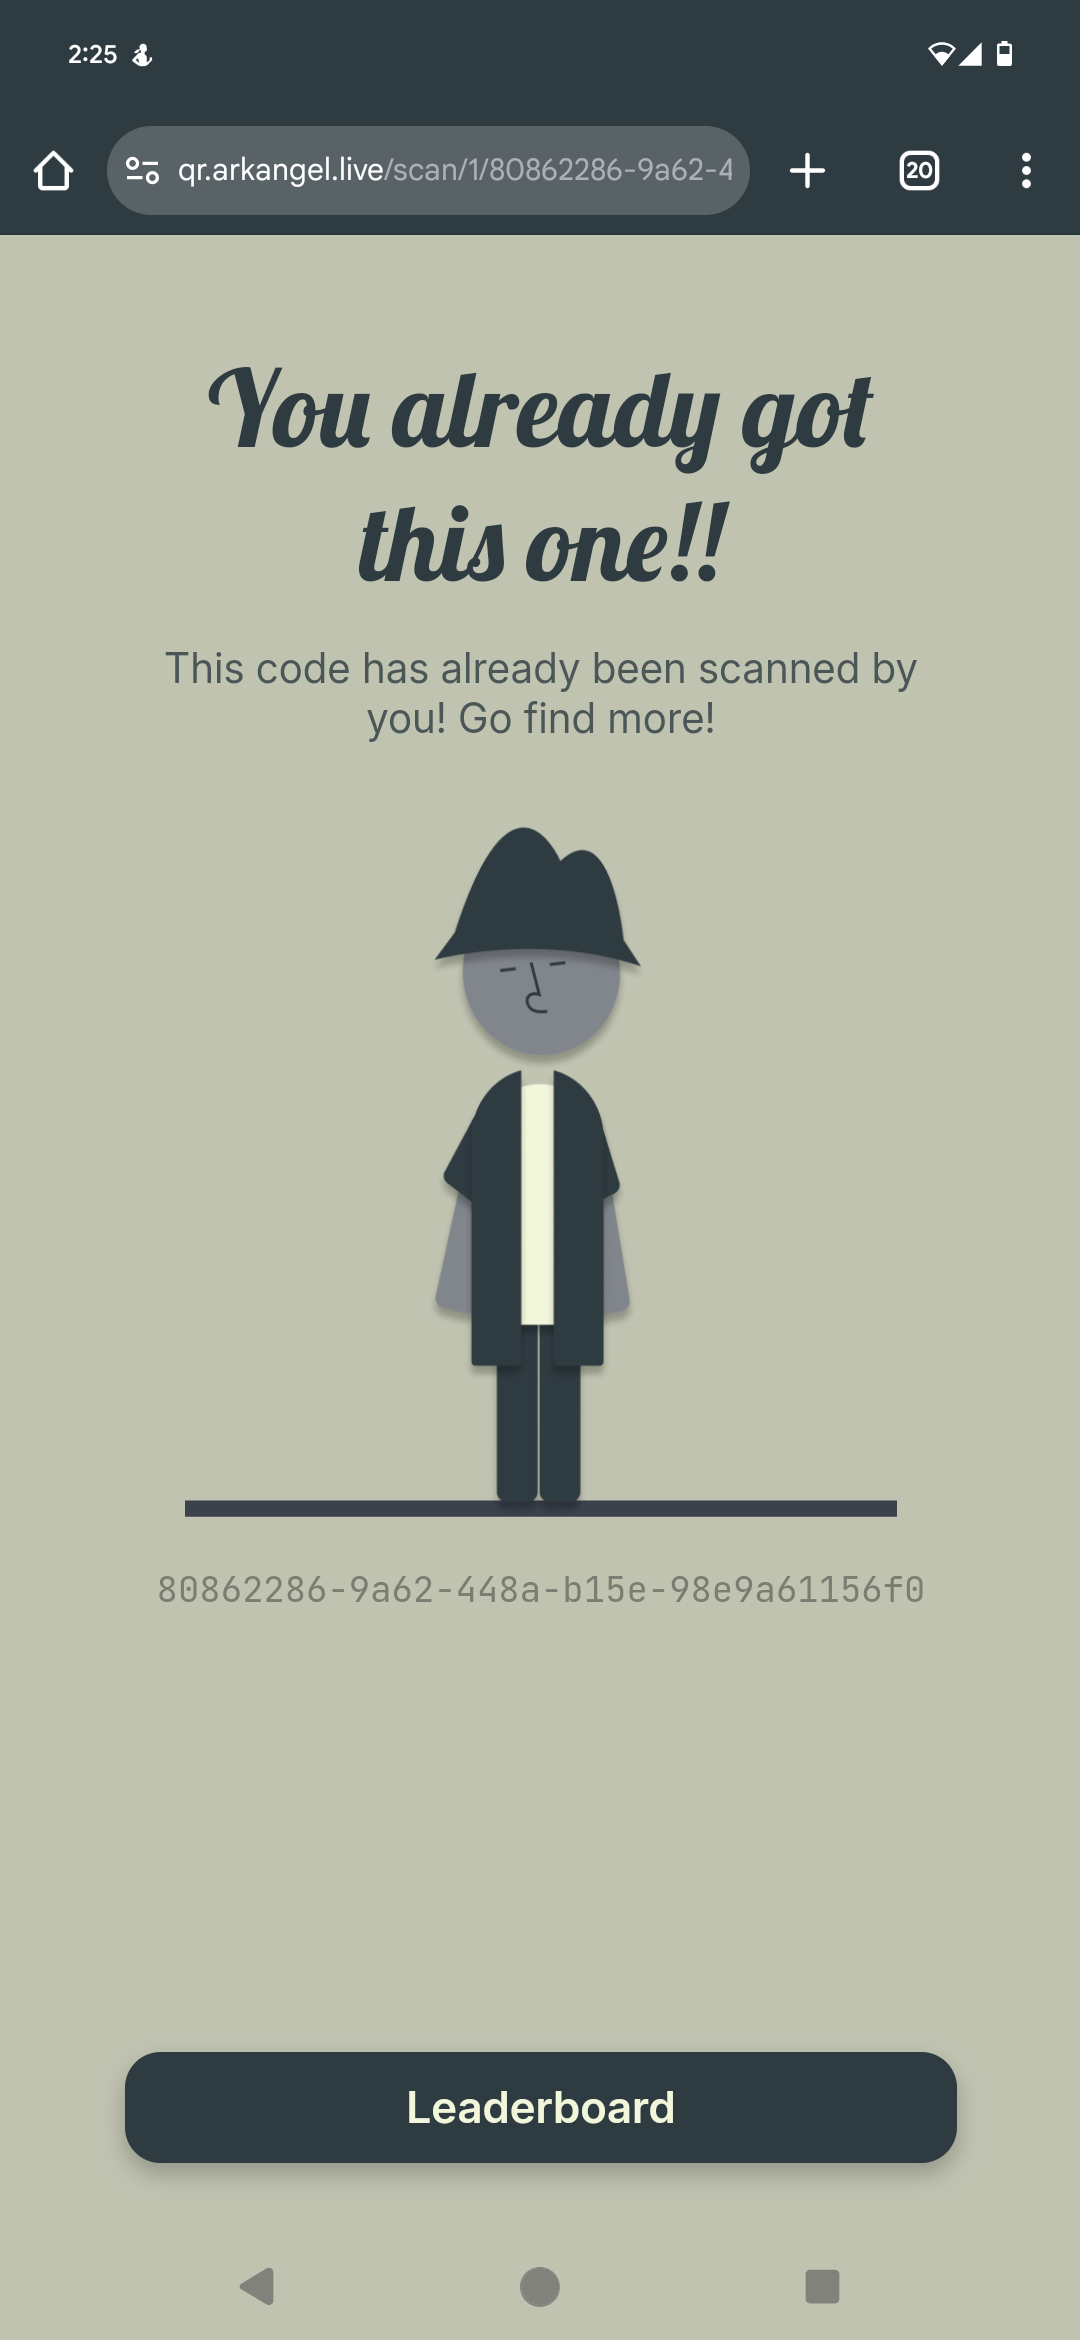 2:25
qr.arkangel.live/scan/1/80862286-9a62-4
20
You already got
this one!!
This code has already been scanned by
you! Go find more!
80862286-9a62-448a-b15e-98e9a61156f0
Leaderboard